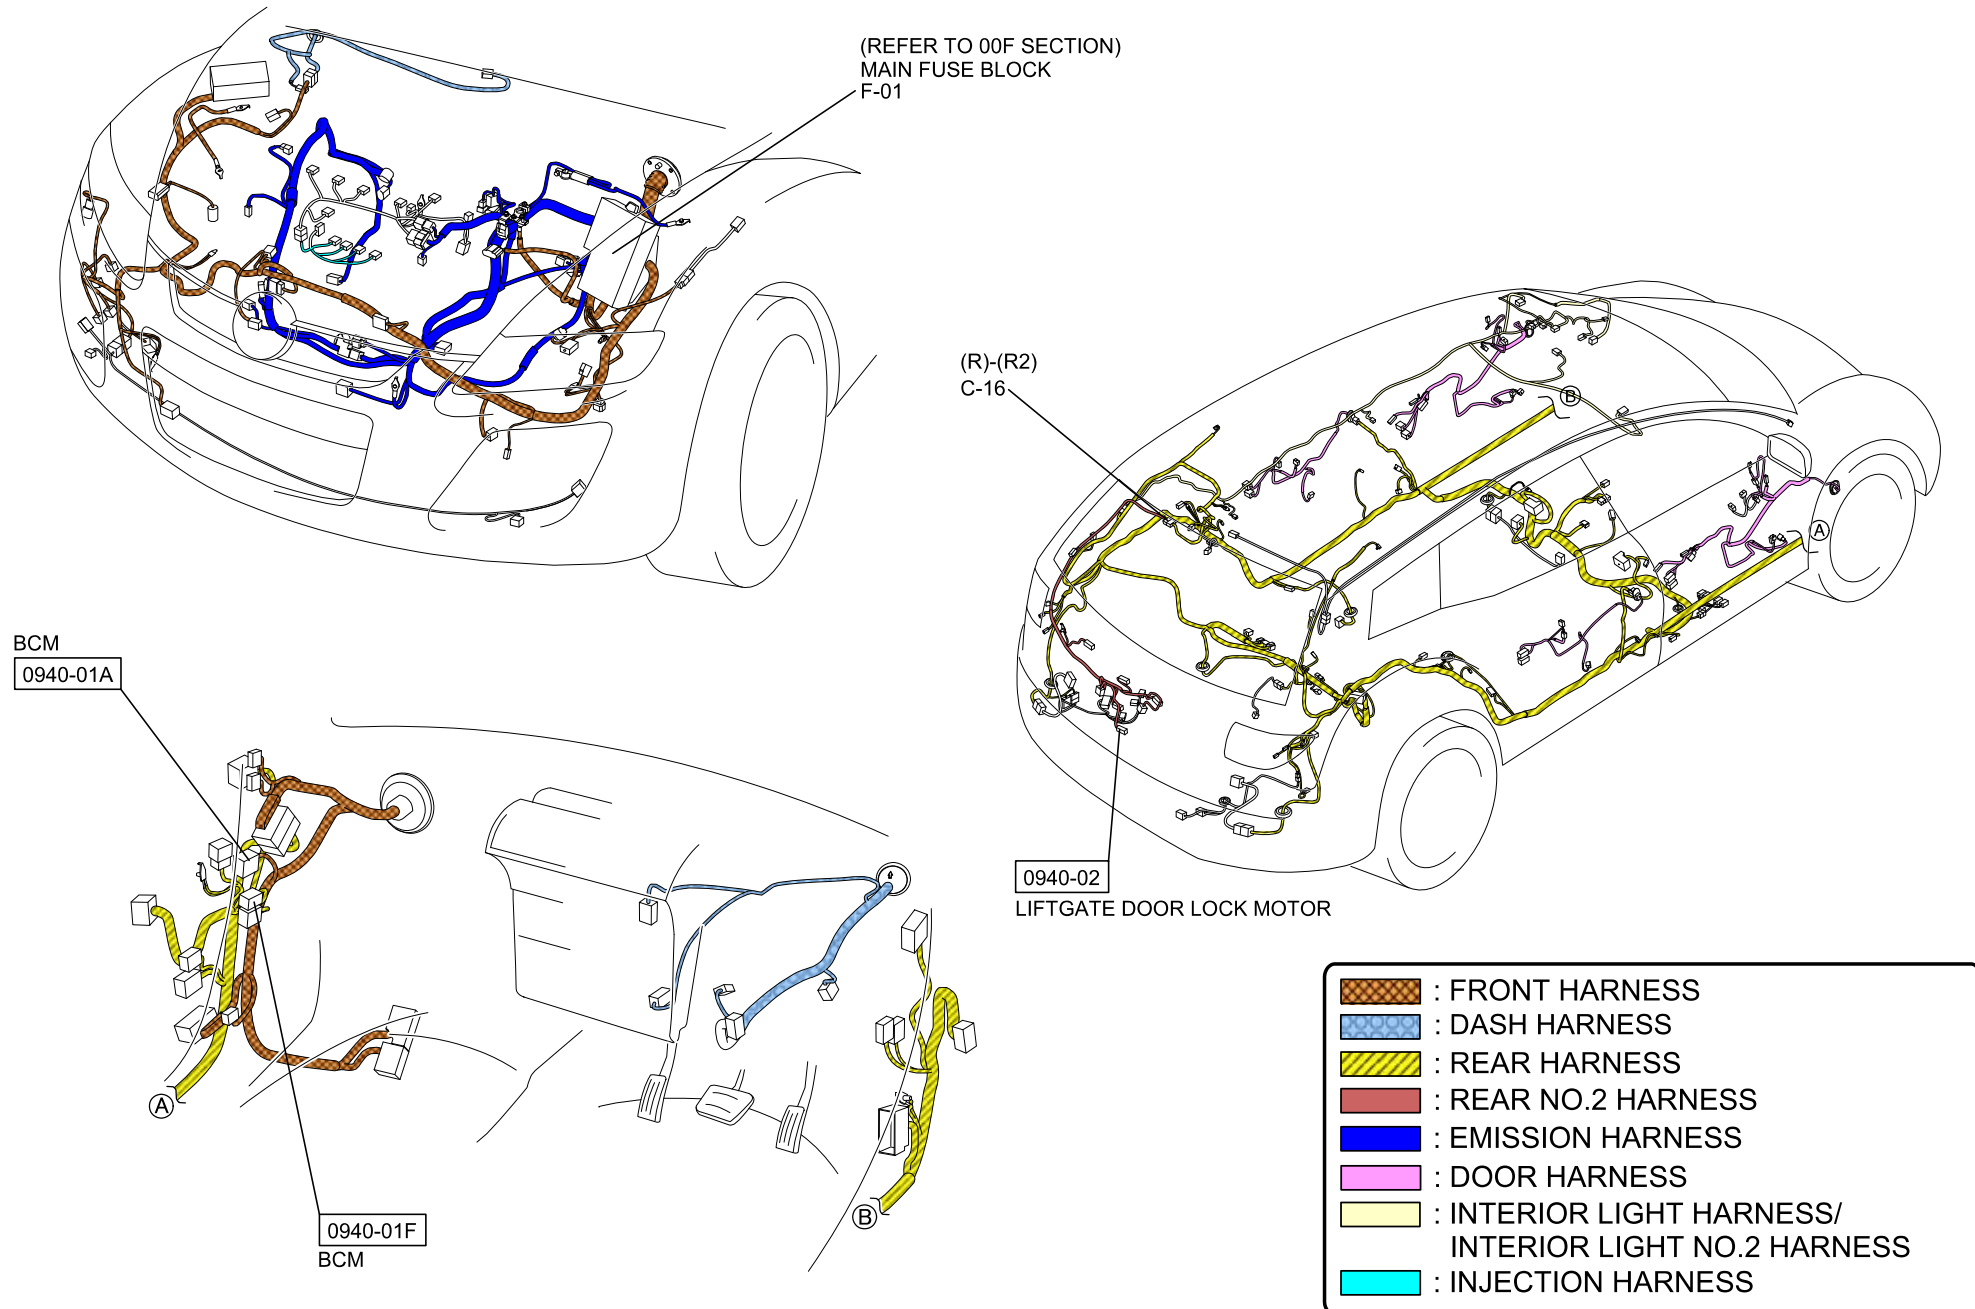 (REFER TO 00F SECTION)
MAIN FUSE BLOCK
F-01
(R)-(R2)
C-16
B
A
BCM
0940-01A
A
0940-01F
BCM
B
0940-02
LIFTGATE DOOR LOCK MOTOR
: FRONT HARNESS
: DASH HARNESS
: REAR HARNESS
: REAR NO.2 HARNESS
: EMISSION HARNESS
: DOOR HARNESS
: INTERIOR LIGHT HARNESS/
INTERIOR LIGHT NO.2 HARNESS
: INJECTION HARNESS